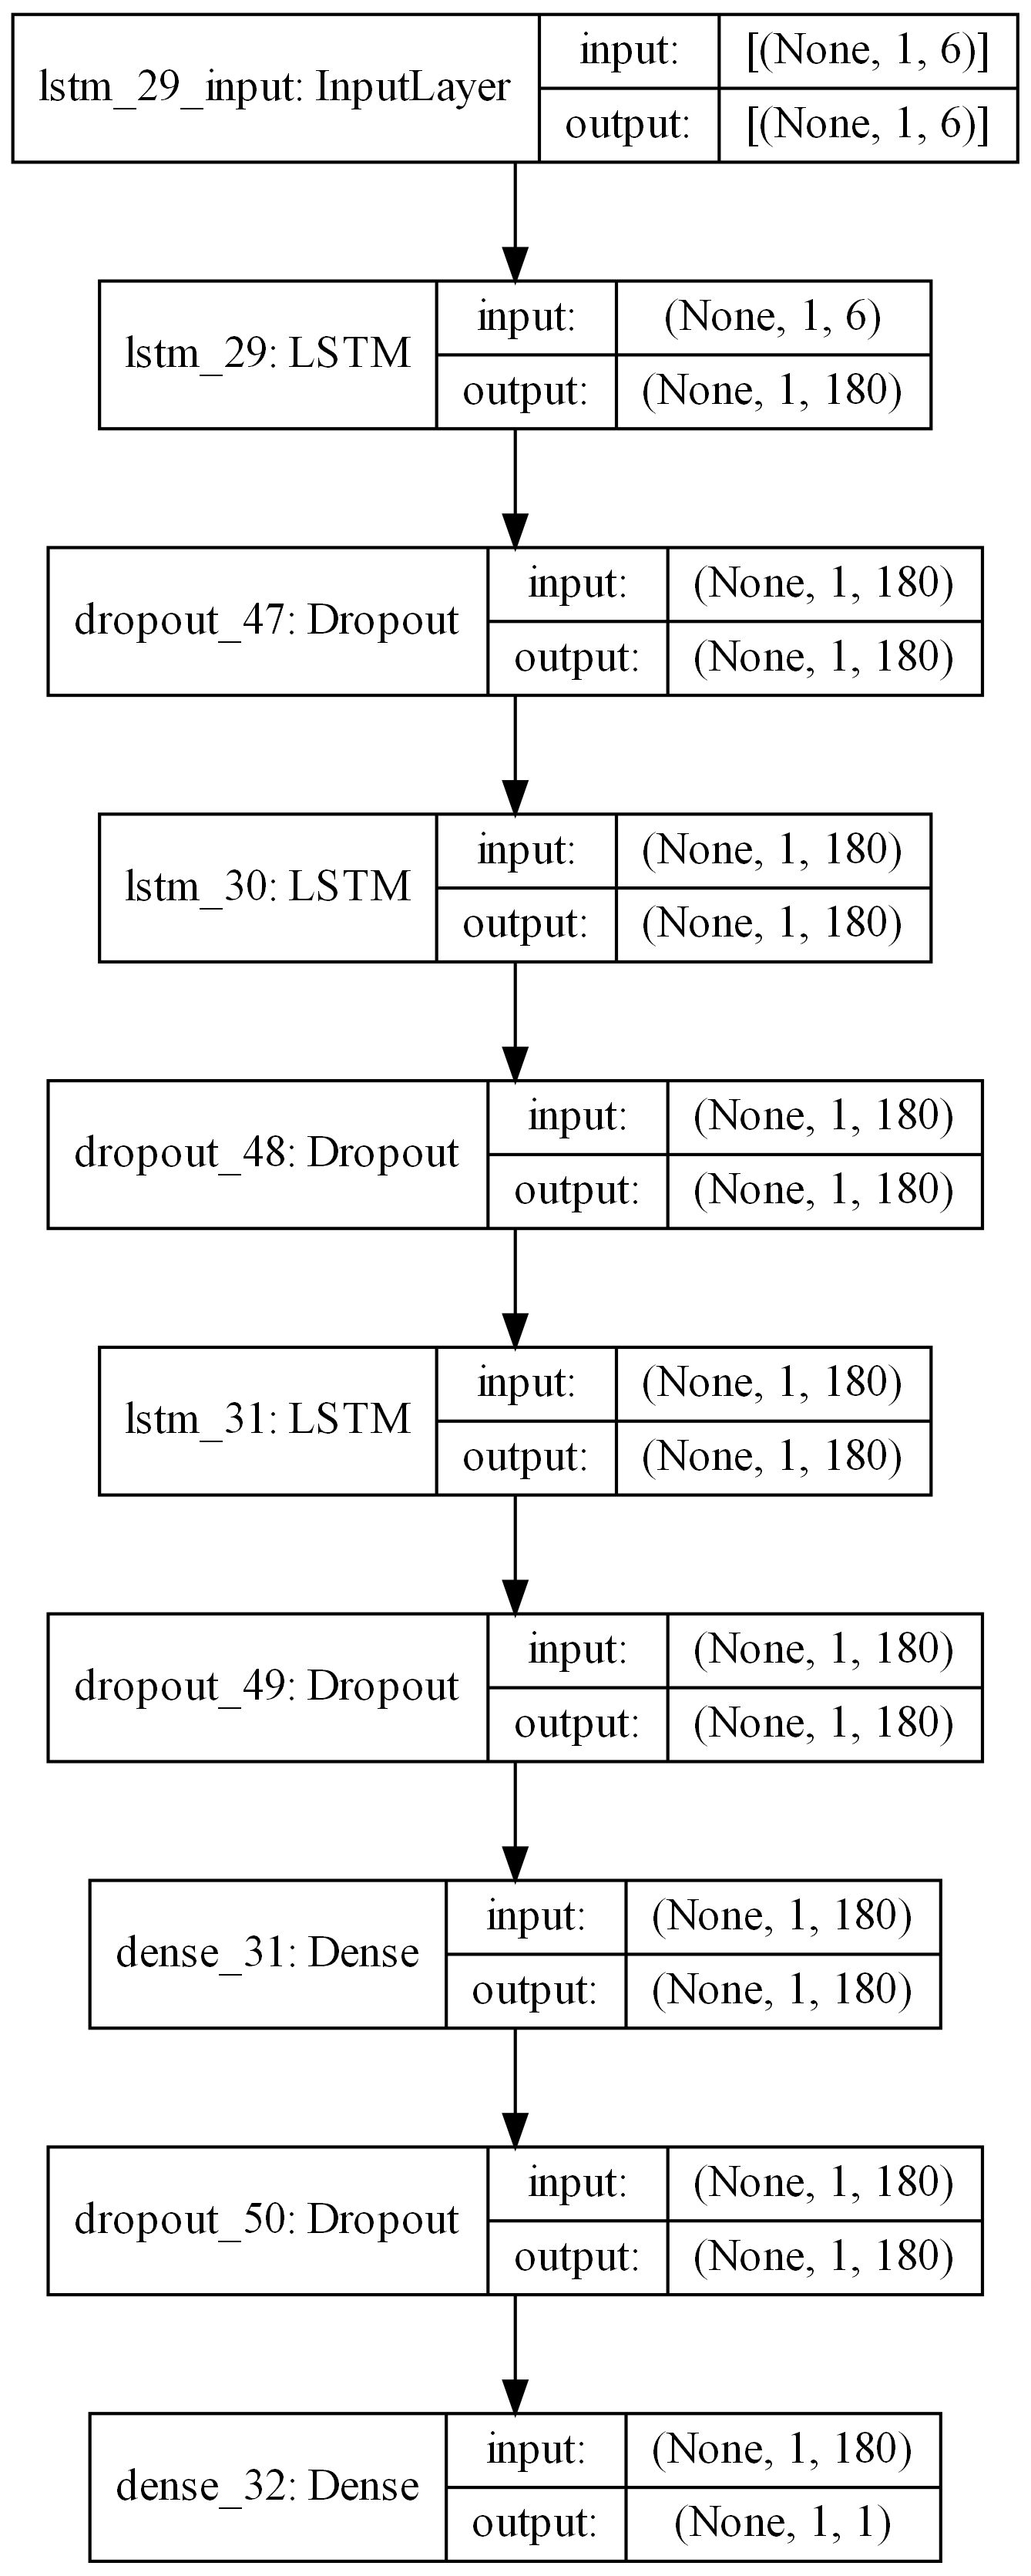 lstm_29_input: InputLayer
input: [(None, 1, 6)]
output: [(None, 1, 6)]
lstm_29: LSTM
input: (None, 1, 6)
output: (None, 1, 180)
dropout_47: Dropout
input: (None, 1, 180)
output: (None, 1, 180)
lstm_30: LSTM
input: (None, 1, 180)
output: (None, 1, 180)
dropout_48: Dropout
input: (None, 1, 180)
output: (None, 1, 180)
lstm_31: LSTM
input: (None, 1, 180)
output: (None, 1, 180)
dropout_49: Dropout
input: (None, 1, 180)
output: (None, 1, 180)
dense_31: Dense
input: (None, 1, 180)
output: (None, 1, 180)
dropout_50: Dropout
input: (None, 1, 180)
output: (None, 1, 180)
dense_32: Dense
input: (None, 1, 180)
output: (None, 1, 1)